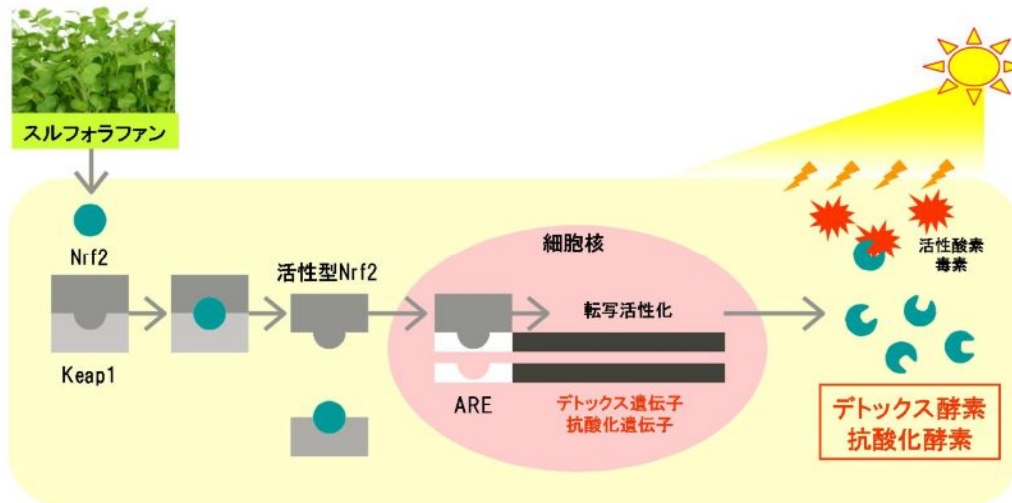 スルフォラファン
Nrf2
Keap1
活性型Nrf2
細胞核
転写活性化
ARE
デトックス遺伝子
抗酸化遺伝子
活性酸素
毒素
デトックス酵素
抗酸化酵素